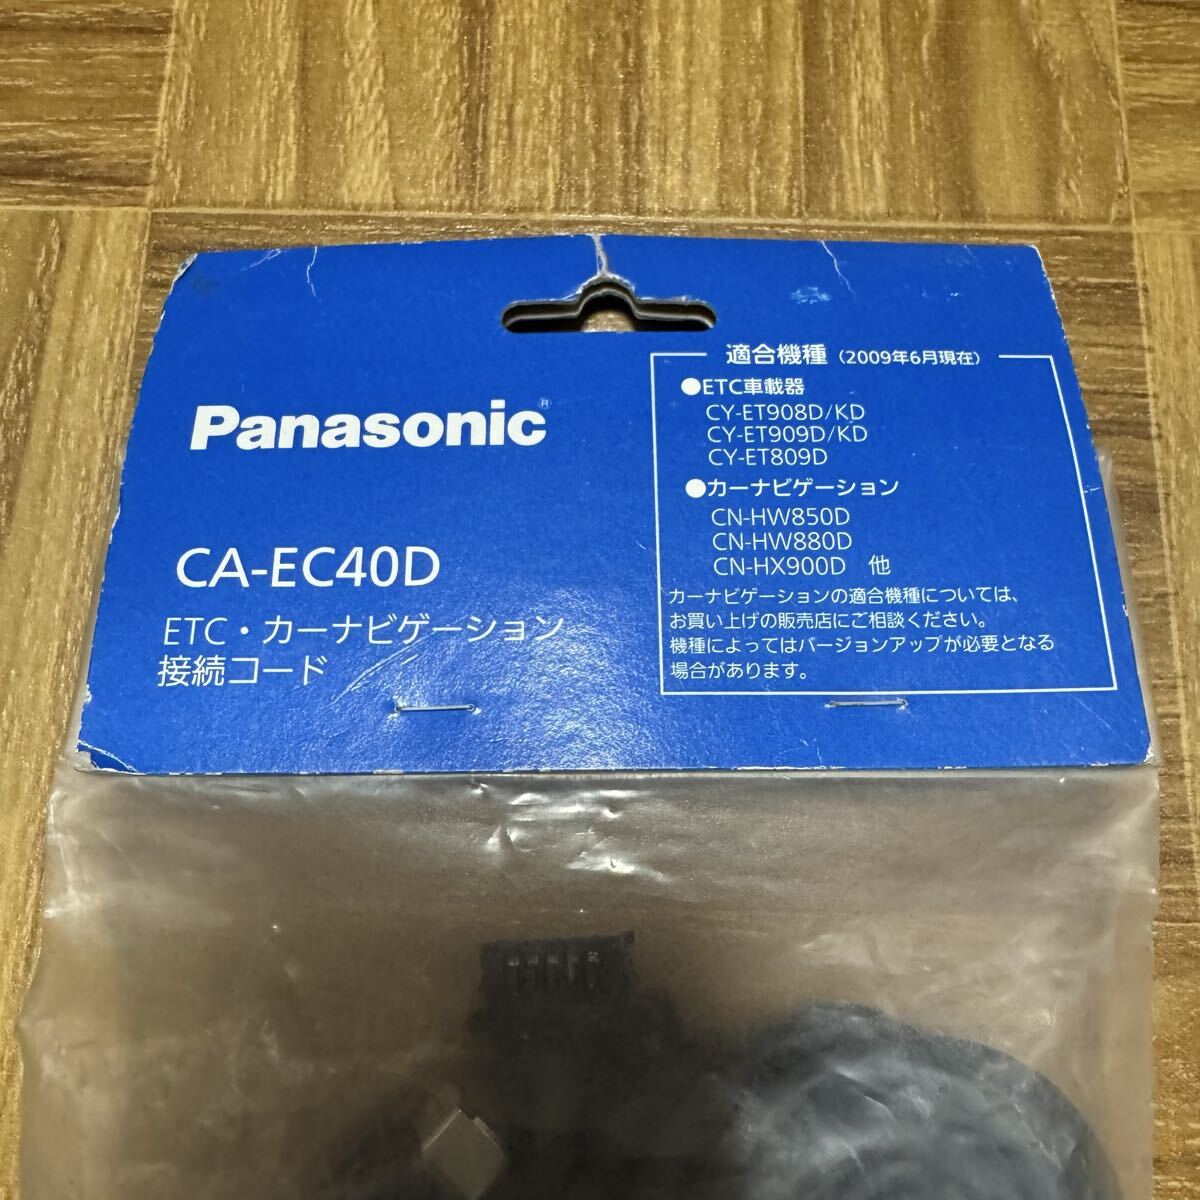 Panasonic®
CA-EC40D
ETC・カーナビゲーション
接続コード
適合機種（2009年6月現在）
●ETC車載器
CY-ET908D/KD
CY-ET909D/KD
CY-ET809D
●カーナビゲーション
CN-HW850D
CN-HW880D
CN-HX900D 他
カーナビゲーションの適合機種については、
お買い上げの販売店にご相談ください。
機種によってはバージョンアップが必要となる
場合があります。